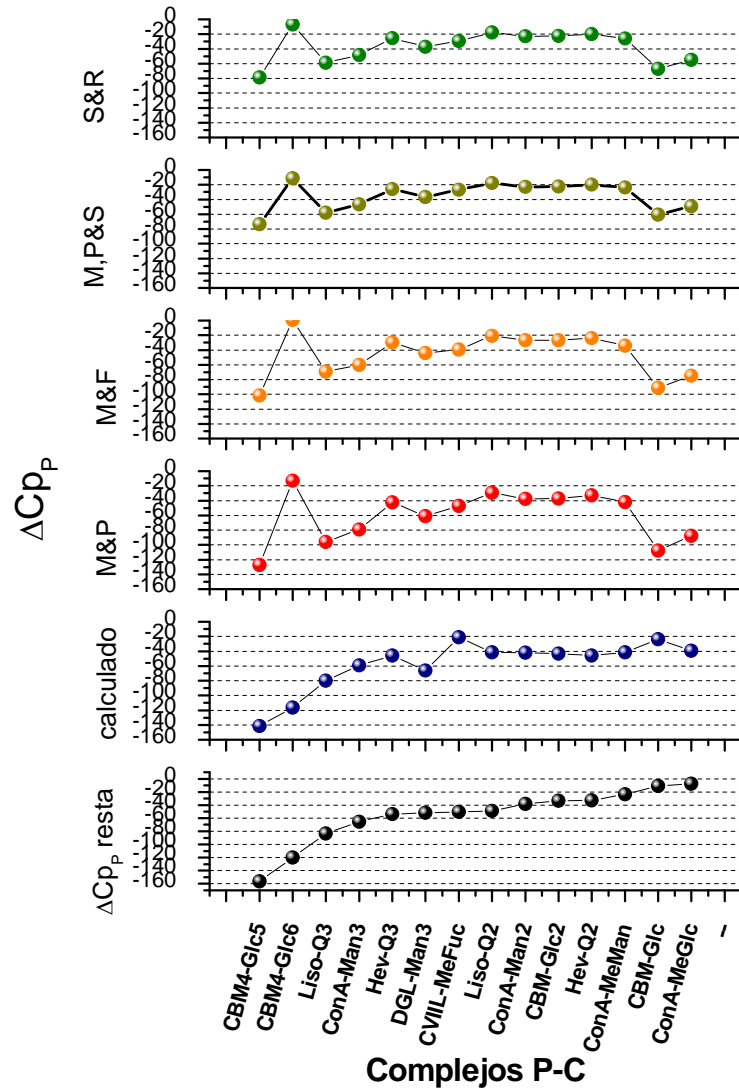 0
-20
-40
-60
-80
-100
-120
-140
-160
S&R
0
-20
-40
-60
-80
-100
-120
-140
-160
M,P&S
0
-20
-40
-60
-80
-100
-120
-140
-160
M&F
0
-20
-40
-60
-80
-100
-120
-140
-160
M&P
0
-20
-40
-60
-80
-100
-120
-140
-160
calculado
0
-20
-40
-60
-80
-100
-120
-140
-160
ΔCpP resta
ΔCpP
CBM4-Glc5
CBM4-Glc6
Liso-Q3
ConA-Man3
Hev-Q3
DGL-Man3
CVIIL-MeFuc
Liso-Q2
ConA-Man2
CBM-Glc2
Hev-Q2
ConA-MeMan
CBM-Glc
ConA-MeGlc
--
Complejos P-C